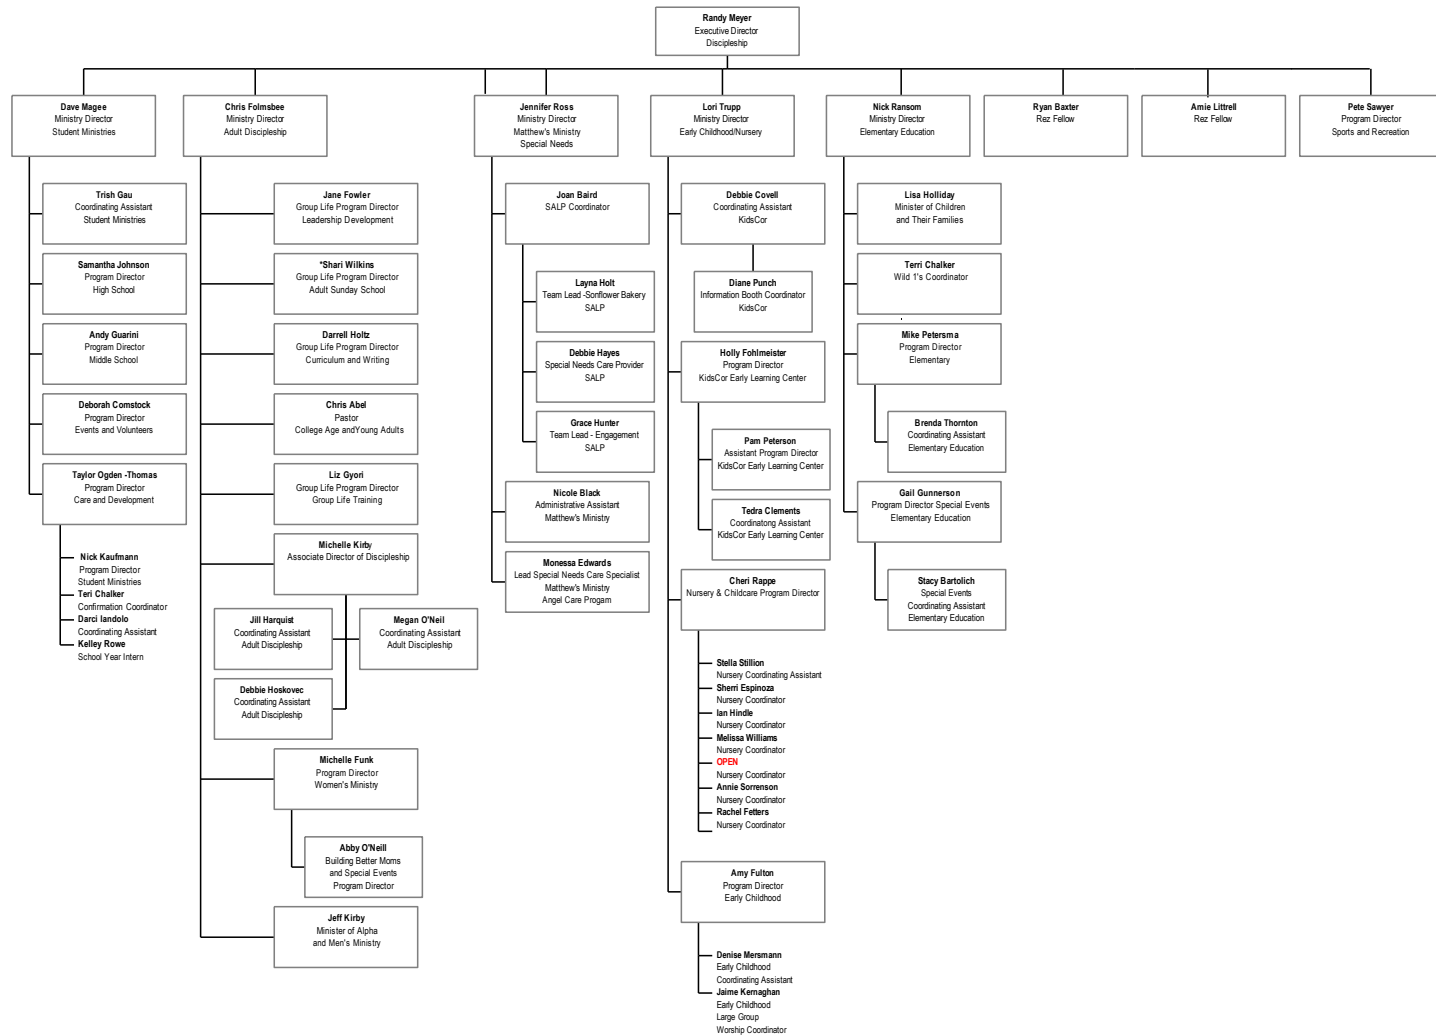 Randy Meyer
Executive Director
Discipleship
Dave Magee
Ministry Director
Student Ministries
Chris Folmsbee
Ministry Director
Adult Discipleship
Jennifer Ross
Ministry Director
Matthew's Ministry
Special Needs
Lori Trupp
Ministry Director
Early Childhood/Nursery
Nick Ransom
Ministry Director
Elementary Education
Ryan Baxter
Rez Fellow
Amie Littrell
Rez Fellow
Pete Sawyer
Program Director
Sports and Recreation
Trish Gau
Coordinating Assistant
Student Ministries
Samantha Johnson
Program Director
High School
Andy Guarini
Program Director
Middle School
Deborah Comstock
Program Director
Events and Volunteers
Taylor Ogden -Thomas
Program Director
Care and Development
Nick Kaufmann
Program Director
Student Ministries
Teri Chalker
Confirmation Coordinator
Darci Iandolo
Coordinating Assistant
Kelley Rowe
School Year Intern
Jane Fowler
Group Life Program Director
Leadership Development
*Shari Wilkins
Group Life Program Director
Adult Sunday School
Darrell Holtz
Group Life Program Director
Curriculum and Writing
Chris Abel
Pastor
College Age andYoung Adults
Liz Gyori
Group Life Program Director
Group Life Training
Michelle Kirby
Associate Director of Discipleship
Jill Harquist
Coordinating Assistant
Adult Discipleship
Megan O'Neil
Coordinating Assistant
Adult Discipleship
Debbie Hoskovec
Coordinating Assistant
Adult Discipleship
Michelle Funk
Program Director
Women's Ministry
Abby O'Neill
Building Better Moms
and Special Events
Program Director
Jeff Kirby
Minister of Alpha
and Men's Ministry
Joan Baird
SALP Coordinator
Layna Holt
Team Lead -Sonflower Bakery
SALP
Debbie Hayes
Special Needs Care Provider
SALP
Grace Hunter
Team Lead - Engagement
SALP
Nicole Black
Administrative Assistant
Matthew's Ministry
Monessa Edwards
Lead Special Needs Care Specialist
Matthew's Ministry
Angel Care Progam
Debbie Covell
Coordinating Assistant
KidsCor
Diane Punch
Information Booth Coordinator
KidsCor
Holly Fohlmeister
Program Director
KidsCor Early Learning Center
Pam Peterson
Assistant Program Director
KidsCor Early Learning Center
Tedra Clements
Coordinatong Assistant
KidsCor Early Learning Center
Cheri Rappe
Nursery & Childcare Program Director
Stella Stillion
Nursery Coordinating Assistant
Sherri Espinoza
Nursery Coordinator
Ian Hindle
Nursery Coordinator
Melissa Williams
Nursery Coordinator
OPEN
Nursery Coordinator
Annie Sorrenson
Nursery Coordinator
Rachel Fetters
Nursery Coordinator
Amy Fulton
Program Director
Early Childhood
Denise Mersmann
Early Childhood
Coordinating Assistant
Jaime Kernaghan
Early Childhood
Large Group
Worship Coordinator
Lisa Holliday
Minister of Children
and Their Families
Terri Chalker
Wild 1's Coordinator
Mike Petersma
Program Director
Elementary
Brenda Thornton
Coordinating Assistant
Elementary Education
Gail Gunnerson
Program Director Special Events
Elementary Education
Stacy Bartolich
Special Events
Coordinating Assistant
Elementary Education